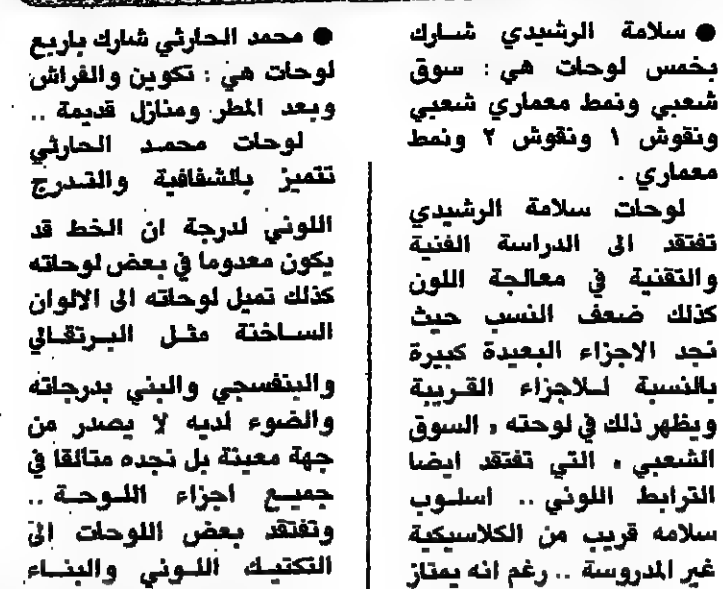 ● سلامة الرشيدي شارك
بخمس لوحات هي : سوق
شعبي ونمط معماري شعبي
ونقوش ١ ونقوش ٢ ونمط
معماري .
لوحات سلامة الرشيدي
تفتقد الى الدراسة الفنية
والتقنية في معالجة اللون
كذلك ضعف النسب حيث
نجد الاجزاء البعيدة كبيرة
بالنسبة للاجزاء القريبة
ويظهر ذلك في لوحته « السوق
الشعبي » التي تفتقد ايضا
الترابط اللوني .. اسلوب
سلامه قريب من الكلاسيكية
غير المدروسة .. رغم انه يمتاز
● محمد الحارثي شارك باربع
لوحات هي : تكوين والفراش
وبعد المطر ومنازل قديمة ..
لوحات محمد الحارثي
تتميز بالشفافية والتدرج
اللوني لدرجة ان الخط قد
يكون معدوما في بعض لوحاته
كذلك تميل لوحاته الى الالوان
الساخنة مثل البرتقالي
والبنفسجي والبني بدرجاته
والضوء لديه لا يصدر من
جهة معينة بل نجده متالقا في
جميع اجزاء اللوحة ..
وتفتقد بعض اللوحات الى
التكتيك اللوني والبناء